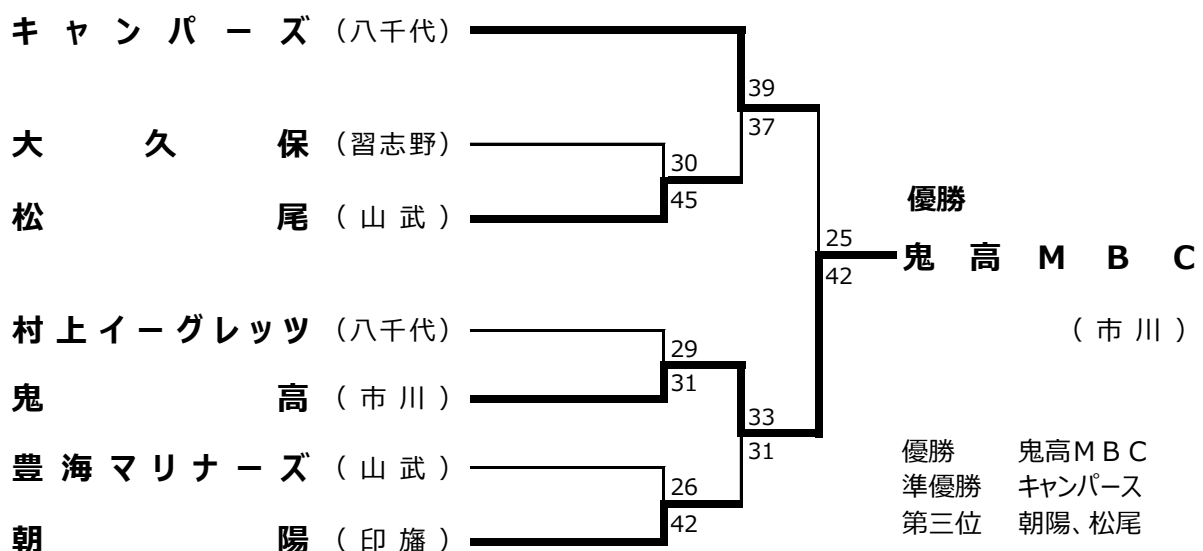 キャンパーズ（八千代）
39
37
大久保（習志野）
30
45
松尾（山武）
優勝
25
鬼高ＭＢＣ
42
村上イーグレッツ（八千代）
（市川）
29
31
鬼高（市川）
33
31
豊海マリナーズ（山武）
26
42
朝陽（印旛）
優勝 鬼高ＭＢＣ
準優勝 キャンパース
第三位 朝陽、松尾